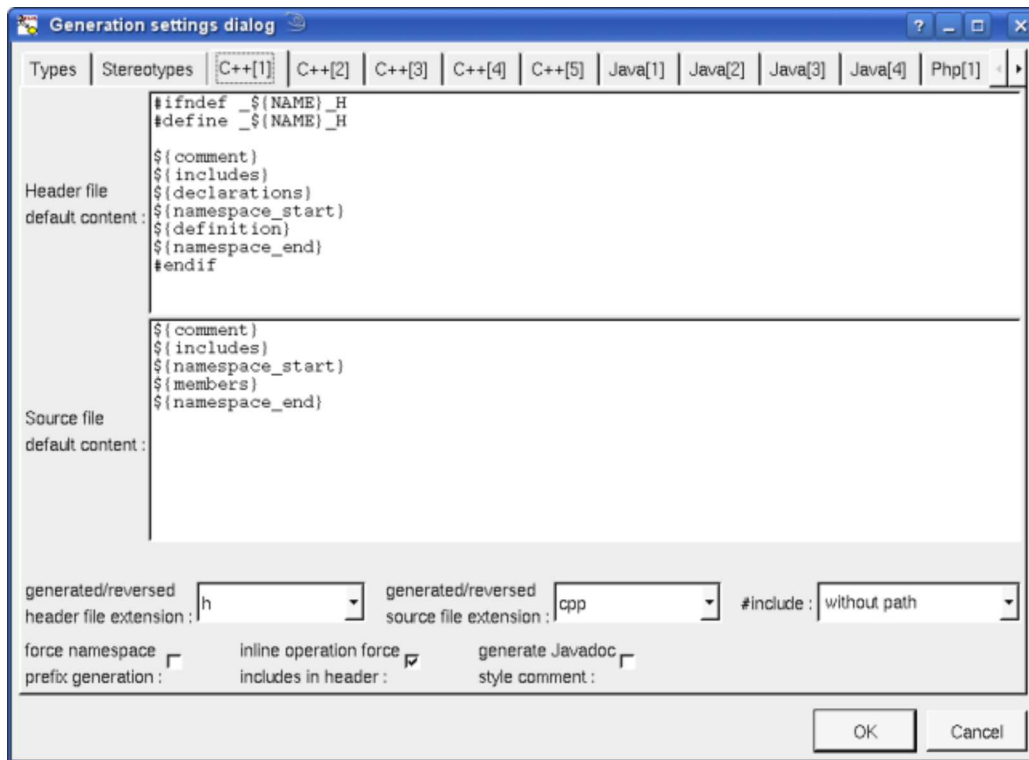 Generation settings dialog
Types Stereotypes C++[1] C++[2] C++[3] C++[4] C++[5] Java[1] Java[2] Java[3] Java[4] Php[1]
Header file
default content :
#ifndef _${NAME}_H
#define _${NAME}_H
${comment}
${includes}
${declarations}
${namespace_start}
${definition}
${namespace_end}
#endif
Source file
default content :
${comment}
${includes}
${namespace_start}
${members}
${namespace_end}
generated/reversed
header file extension :
h
generated/reversed
source file extension :
cpp
#include :
without path
force namespace
prefix generation :
inline operation force
includes in header :
generate Javadoc
style comment :
OK
Cancel